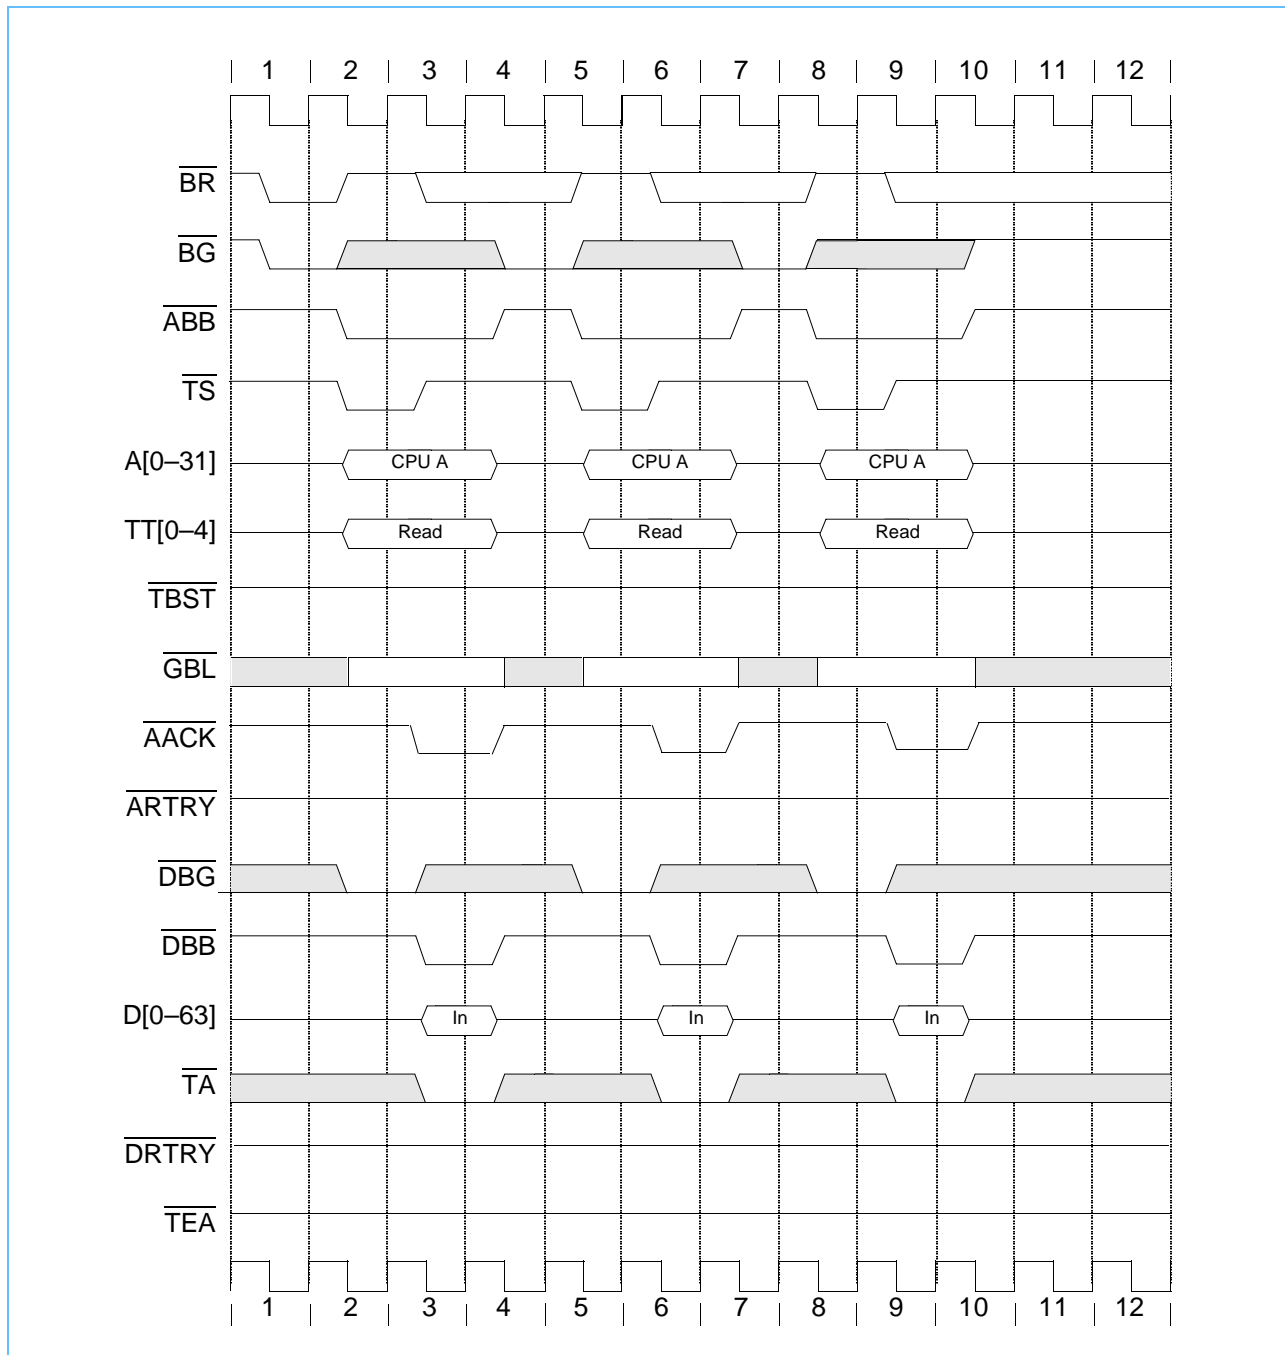 1 2 3 4 5 6 7 8 9 10 11 12
BR
BG
ABB
TS
A[0–31] CPU A CPU A CPU A
TT[0–4] Read Read Read
TBST
GBL
AACK
ARTRY
DBG
DBB
D[0–63] In In In
TA
DRTRY
TEA
1 2 3 4 5 6 7 8 9 10 11 12